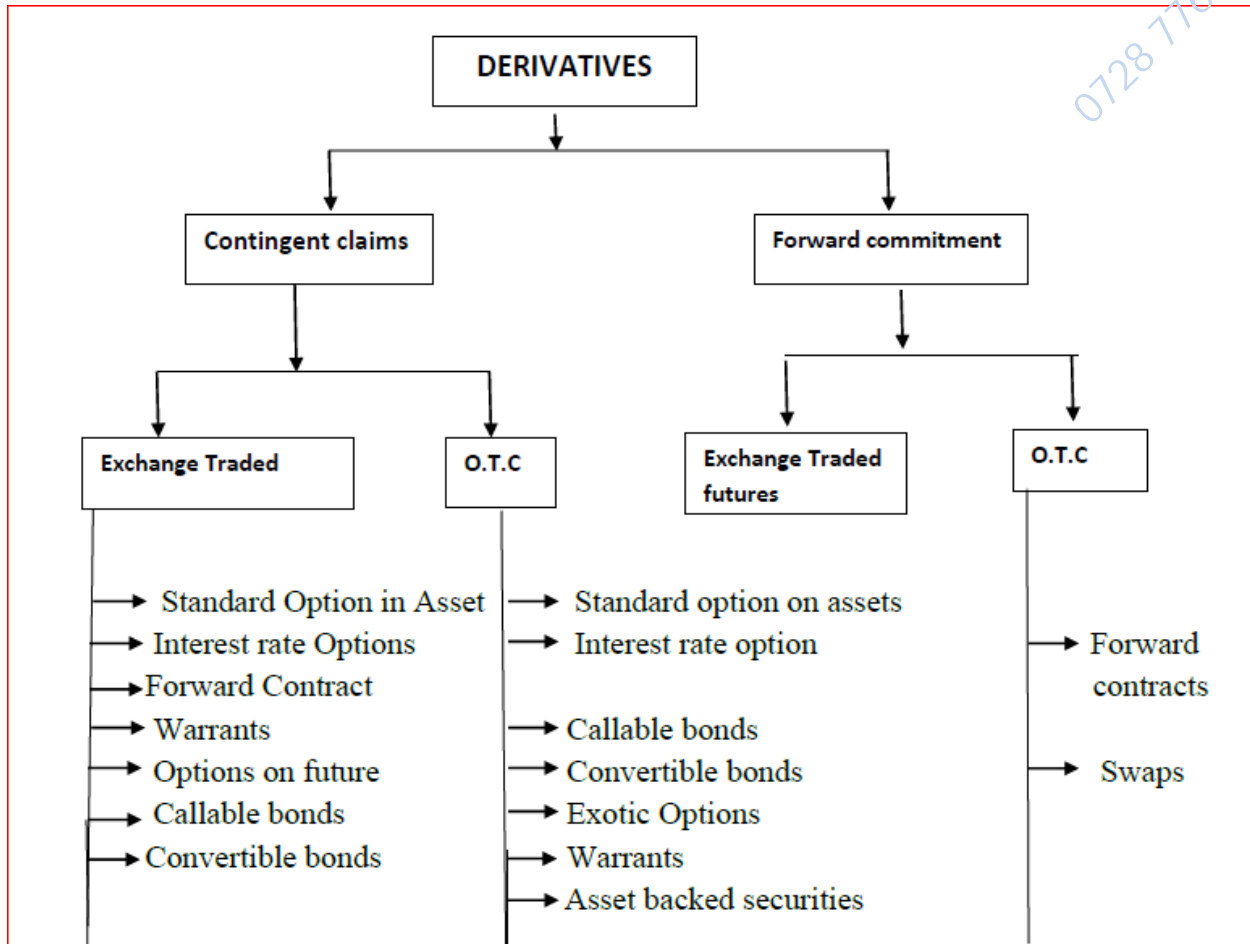 0728 770
DERIVATIVES
Contingent claims
Forward commitment
Exchange Traded
O.T.C
Exchange Traded
futures
O.T.C
Standard Option in Asset
Interest rate Options
Forward Contract
Warrants
Options on future
Callable bonds
Convertible bonds
Standard option on assets
Interest rate option
Callable bonds
Convertible bonds
Exotic Options
Warrants
Asset backed securities
Forward
contracts
Swaps